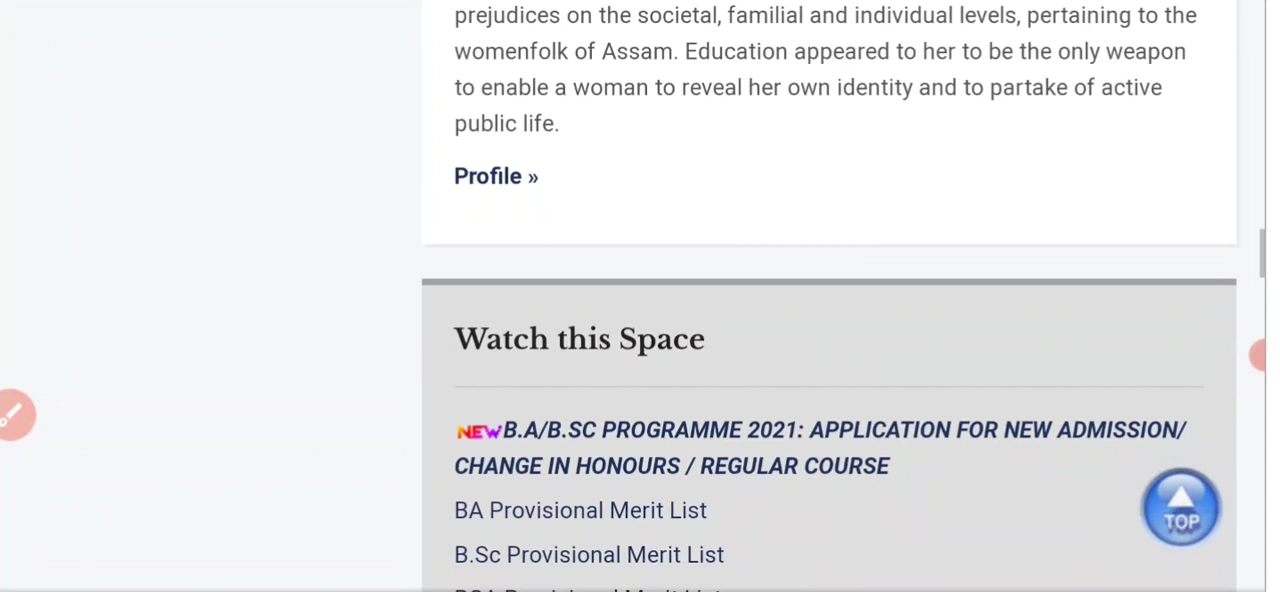 prejudices on the societal, familial and individual levels, pertaining to the
womenfolk of Assam. Education appeared to her to be the only weapon
to enable a woman to reveal her own identity and to partake of active
public life.
Profile »
Watch this Space
NEW B.A/B.SC PROGRAMME 2021: APPLICATION FOR NEW ADMISSION/
CHANGE IN HONOURS / REGULAR COURSE
BA Provisional Merit List
TOP
B.Sc Provisional Merit List